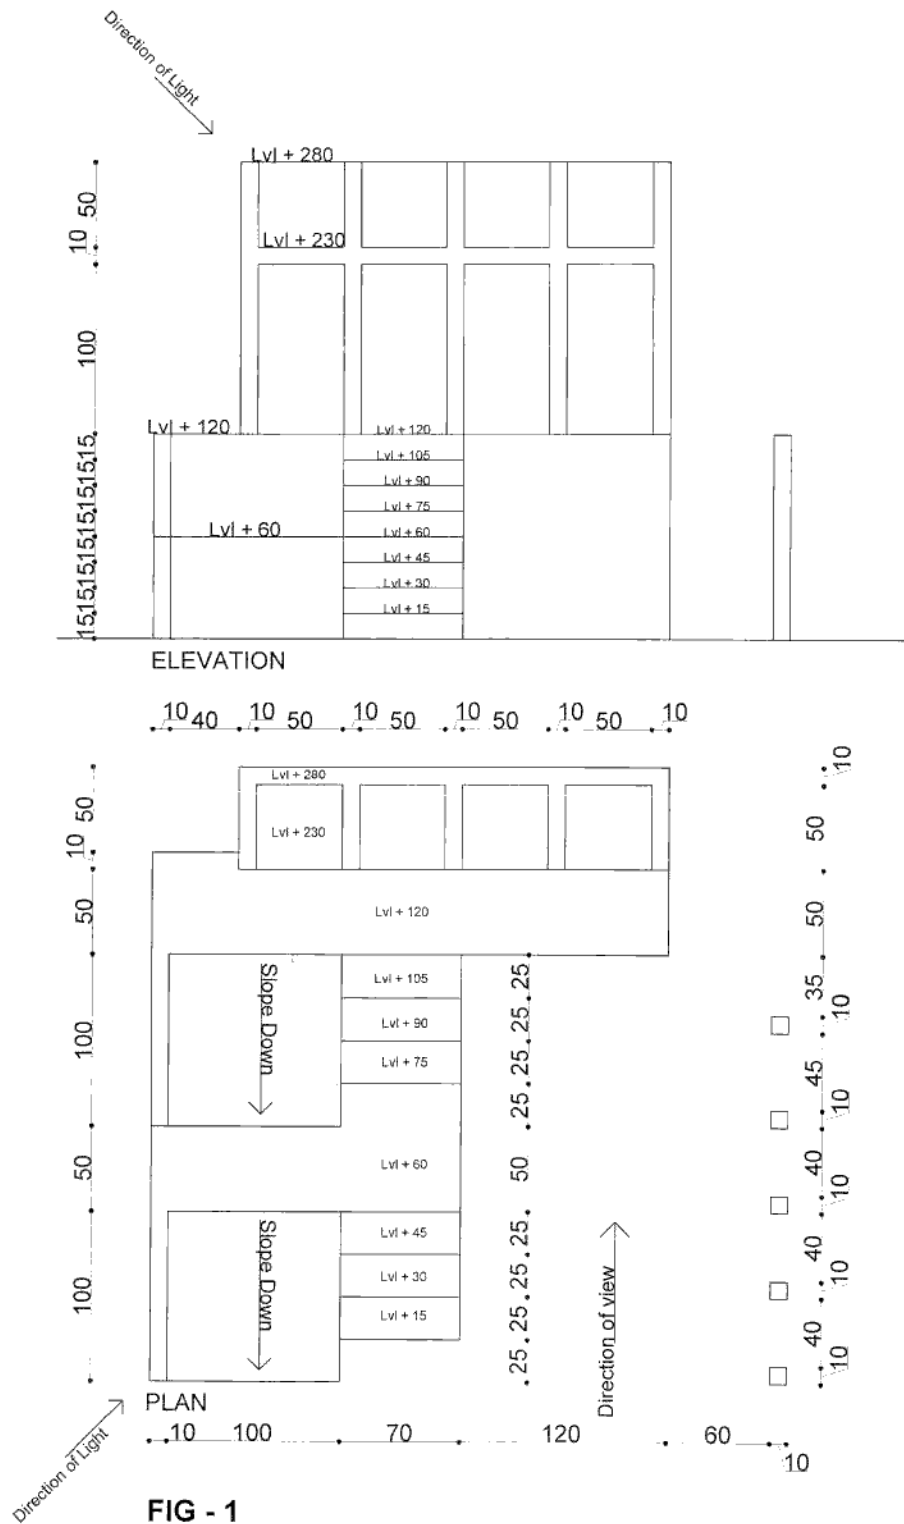 Direction of Light
Lvl + 280
50
Lvl + 230
10
100
Lvl + 120
Lvl + 120
15
Lvl + 105
15
Lvl + 90
15
Lvl + 75
15
Lvl + 60
Lvl + 60
15
Lvl + 45
15
Lvl + 30
15
Lvl + 15
15
ELEVATION
10 40 10 50 10 50 10 50 10 50 10
Lvl + 280
10
50
Lvl + 230
50
10
50
Lvl + 120
50
Slope Down
Lvl + 105
25
35
10
100
Lvl + 90
25
45
Lvl + 75
25
10
25
40
50
Lvl + 60
50
10
Slope Down
Lvl + 45
25
40
100
Lvl + 30
25
10
Lvl + 15
25
40
25
10
Direction of view
PLAN
Direction of Light
10 100 70 120 60 10
FIG - 1